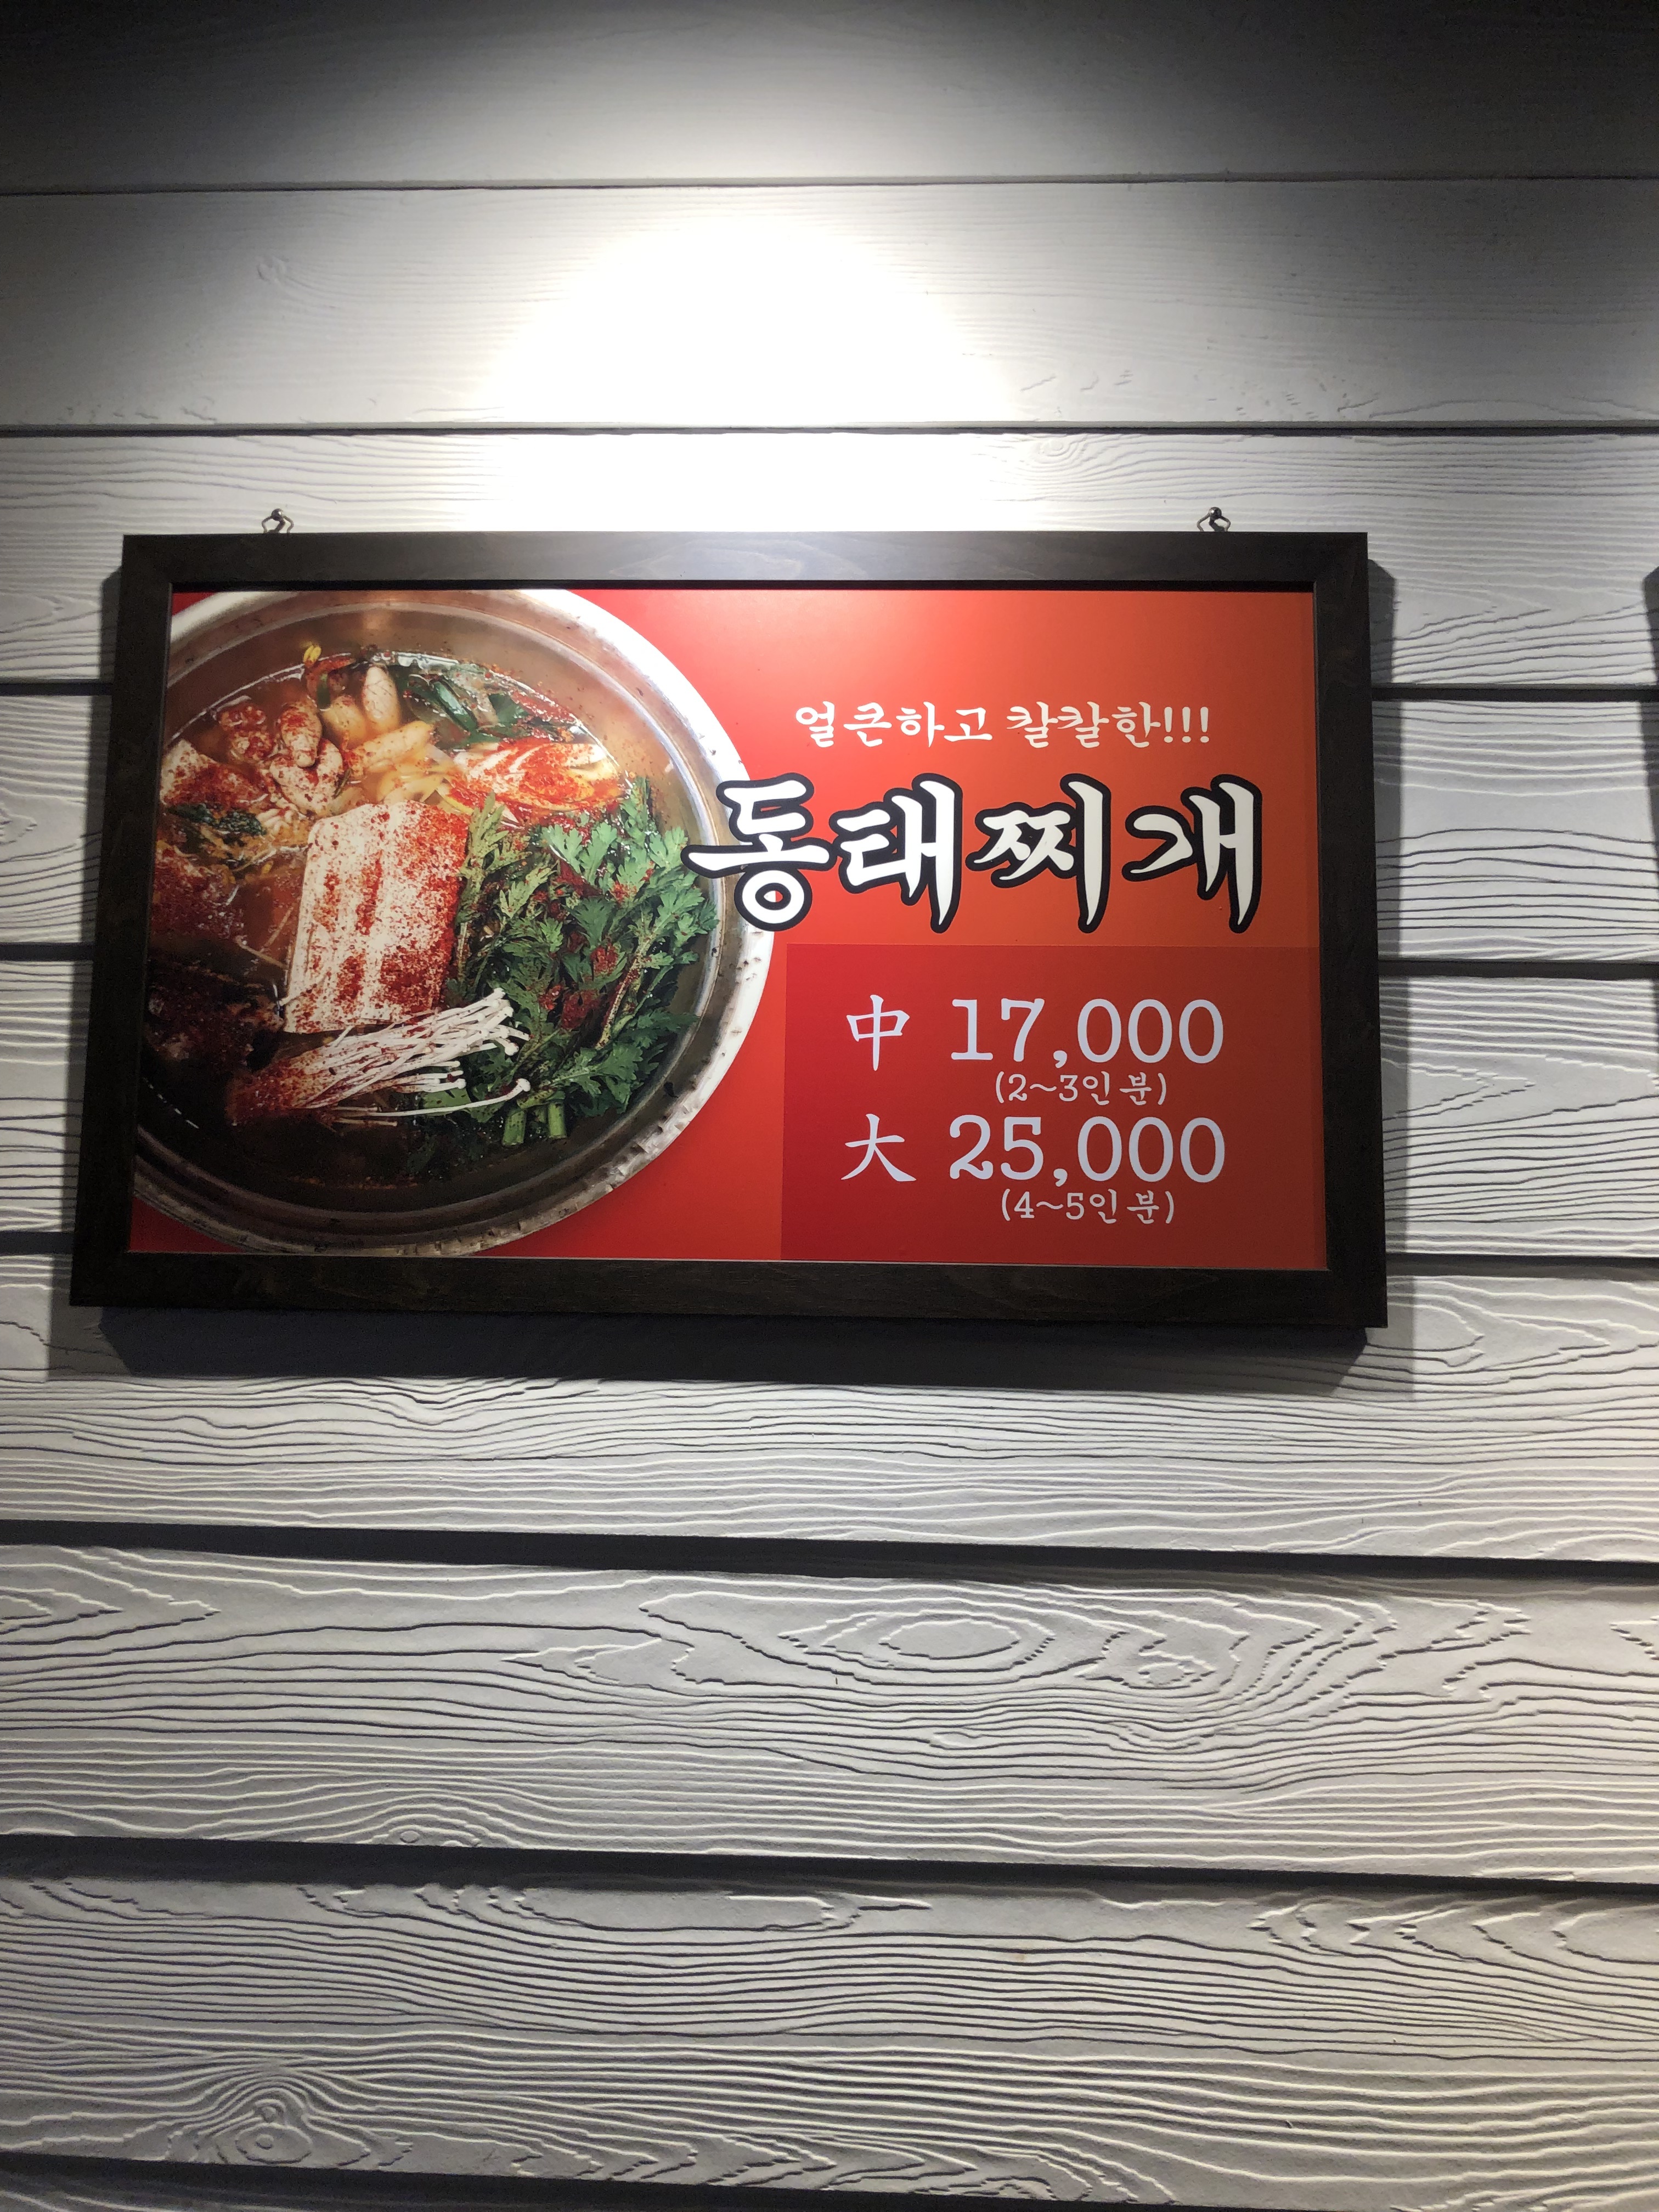 얼큰하고 칼칼한!!!
동태찌개
中 17,000
(2~3인분)
大 25,000
(4~5인분)